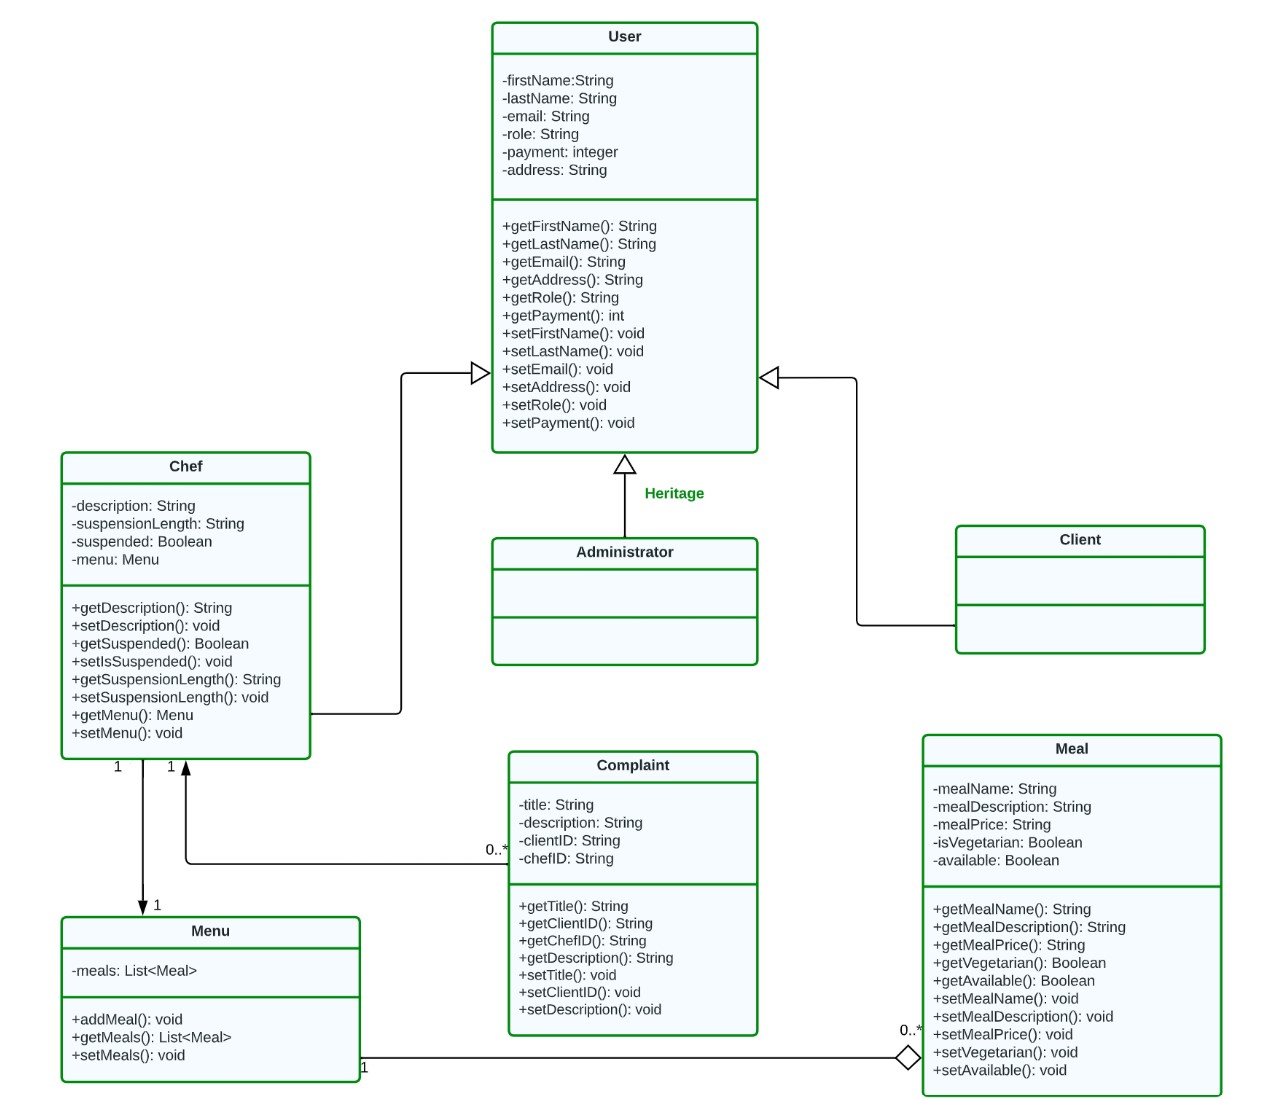 User
-firstName:String
-lastName: String
-email: String
-role: String
-payment: integer
-address: String
+getFirstName(): String
+getLastName(): String
+getEmail(): String
+getAddress(): String
+getRole(): String
+getPayment(): int
+setFirstName(): void
+setLastName(): void
+setEmail(): void
+setAddress(): void
+setRole(): void
+setPayment(): void
Heritage
Chef
-description: String
-suspensionLength: String
-suspended: Boolean
-menu: Menu
+getDescription(): String
+setDescription(): void
+getSuspended(): Boolean
+setIsSuspended(): void
+getSuspensionLength(): String
+setSuspensionLength(): void
+getMenu(): Menu
+setMenu(): void
Administrator
Client
1
1
0..*
1
Complaint
-title: String
-description: String
-clientID: String
-chefID: String
+getTitle(): String
+getClientID(): String
+getChefID(): String
+getDescription(): String
+setTitle(): void
+setClientID(): void
+setDescription(): void
Meal
-mealName: String
-mealDescription: String
-mealPrice: String
-isVegetarian: Boolean
-available: Boolean
+getMealName(): String
+getMealDescription(): String
+getMealPrice(): String
+getVegetarian(): Boolean
+getAvailable(): Boolean
+setMealName(): void
+setMealDescription(): void
+setMealPrice(): void
+setVegetarian(): void
+setAvailable(): void
Menu
-meals: List<Meal>
+addMeal(): void
+getMeals(): List<Meal>
+setMeals(): void
1
0..*